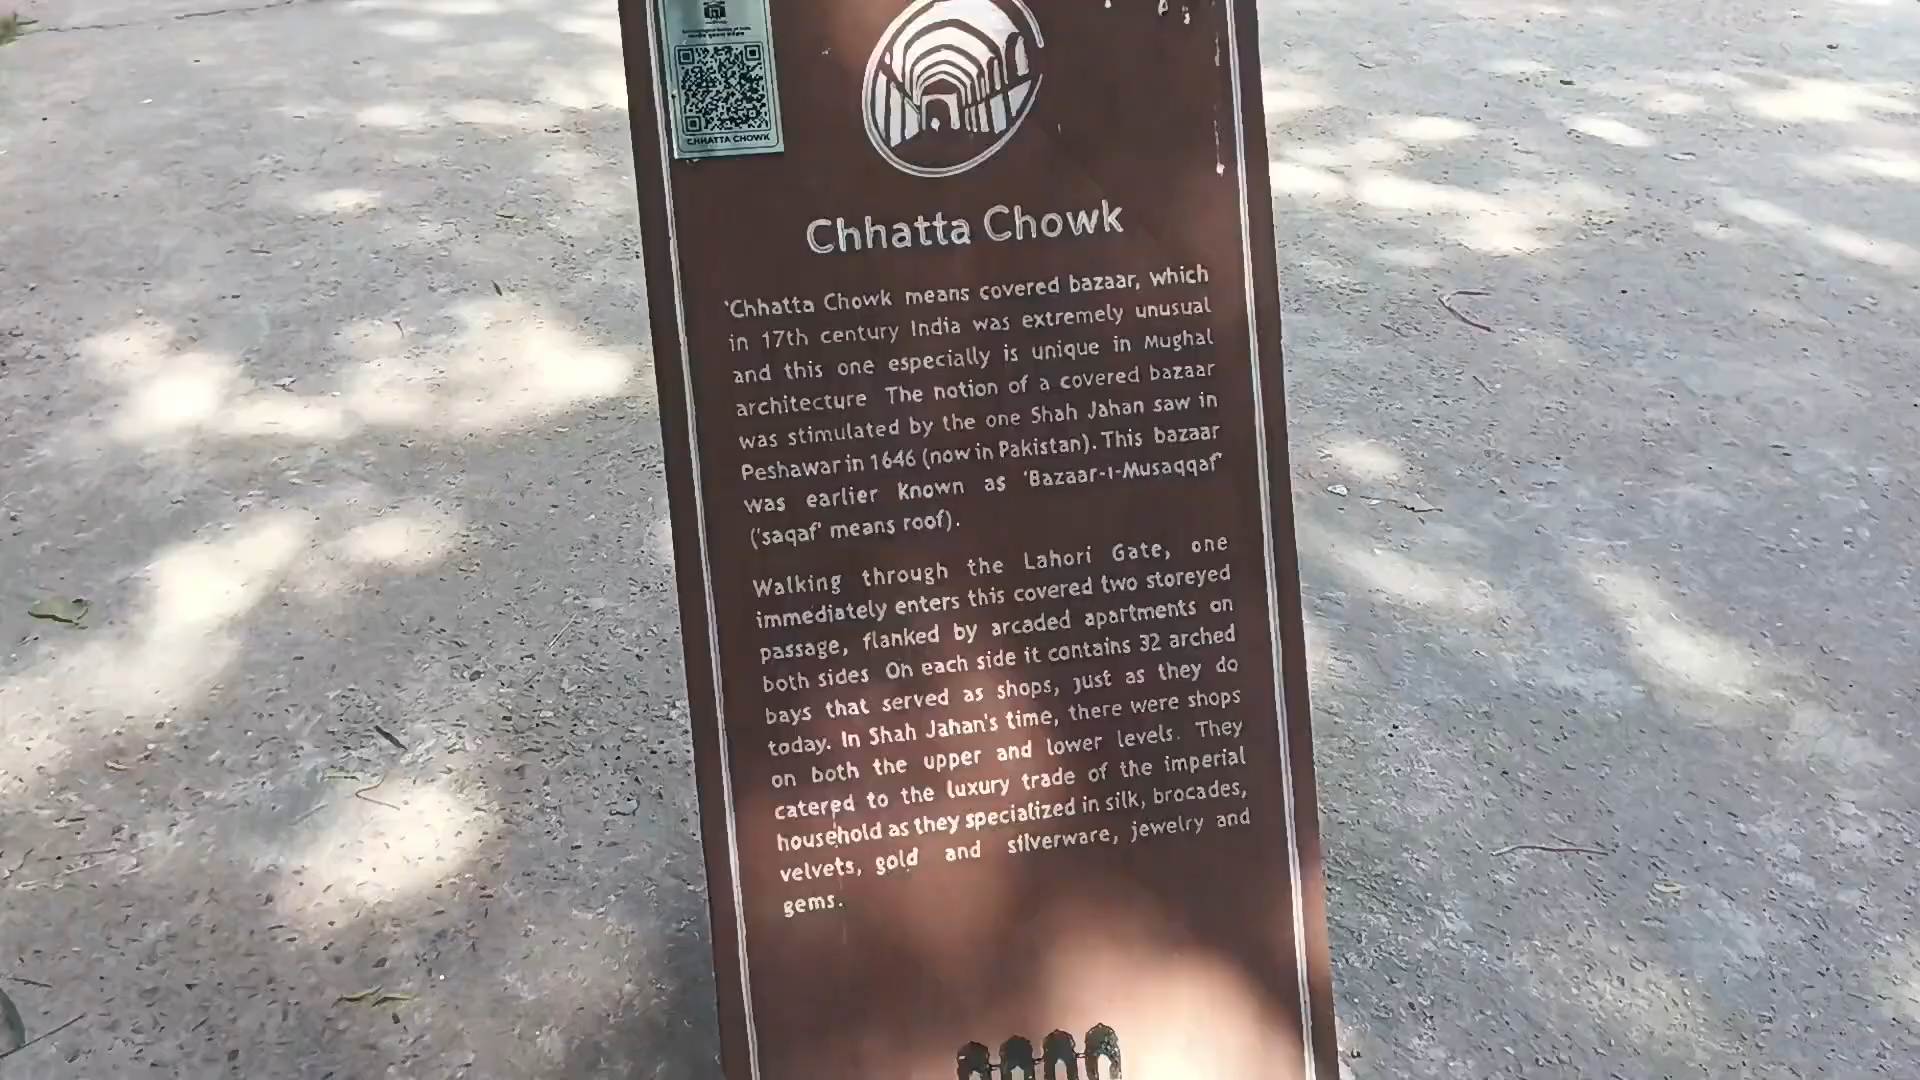 CHHATTA CHOWK
Chhatta Chowk
'Chhatta Chowk means covered bazaar, which
in 17th century India was extremely unusual
and this one especially is unique in Mughal
architecture The notion of a covered bazaar
was stimulated by the one Shah Jahan saw in
Peshawar in 1646 (now in Pakistan). This bazaar
was earlier known as 'Bazaar-i-Musaqqaf'
('saqaf' means roof).
Walking through the Lahori Gate, one
immediately enters this covered two storeyed
passage, flanked by arcaded apartments on
both sides On each side it contains 32 arched
bays that served as shops, just as they do
today. In Shah Jahan's time, there were shops
on both the upper and lower levels. They
catered to the luxury trade of the imperial
household as they specialized in silk, brocades,
velvets, gold and silverware, jewelry and
gems.